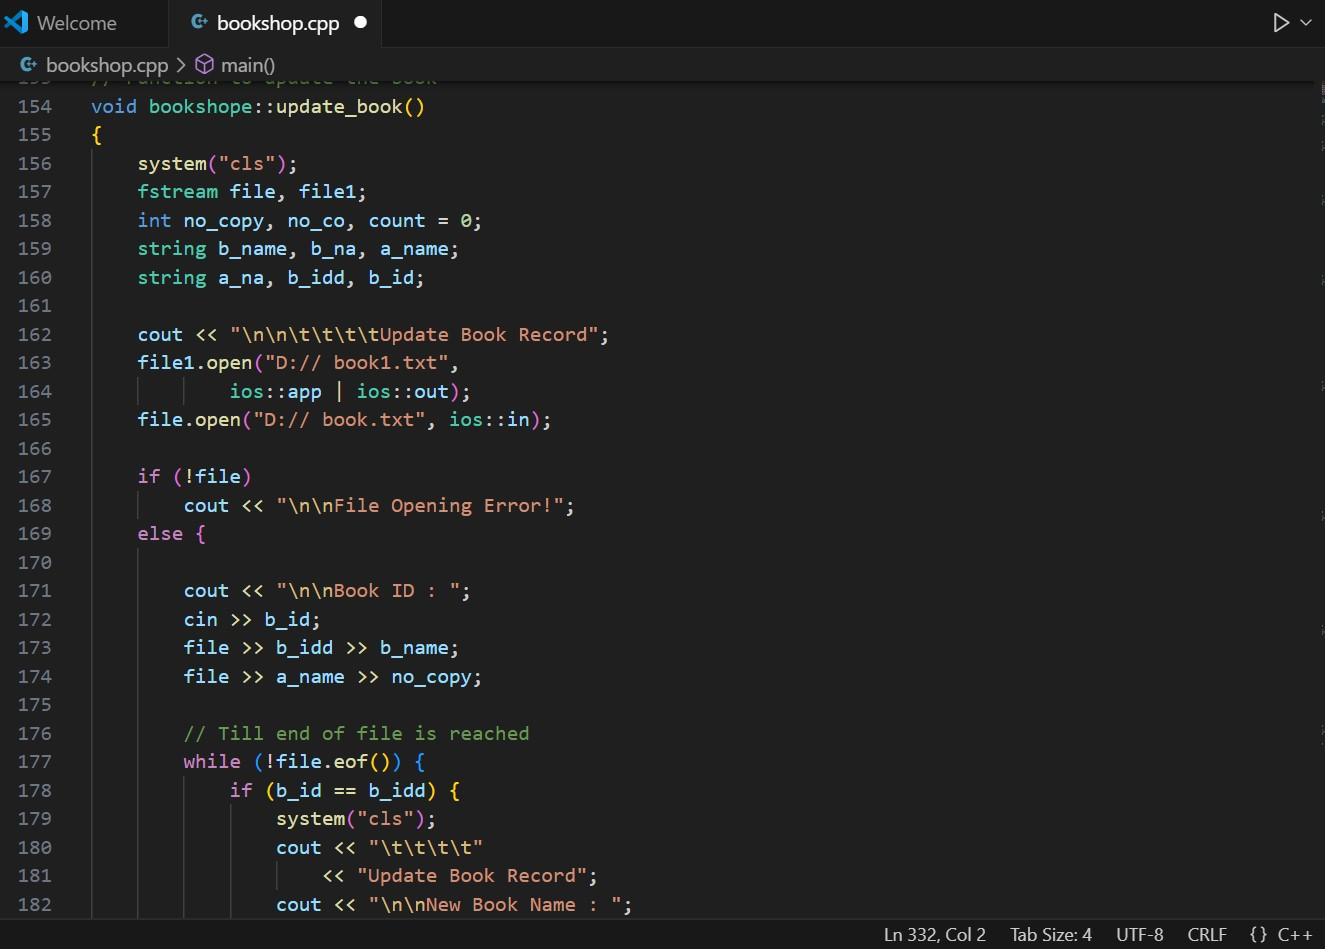 Welcome
bookshop.cpp
bookshop.cpp > main()
153 // Function to update the book
154 void bookshope::update_book()
155 {
156     system("cls");
157     fstream file, file1;
158     int no_copy, no_co, count = 0;
159     string b_name, b_na, a_name;
160     string a_na, b_idd, b_id;
161
162     cout << "\n\n\t\t\t\tUpdate Book Record";
163     file1.open("D:// book1.txt",
164             ios::app | ios::out);
165     file.open("D:// book.txt", ios::in);
166
167     if (!file)
168         cout << "\n\nFile Opening Error!";
169     else {
170
171         cout << "\n\nBook ID : ";
172         cin >> b_id;
173         file >> b_idd >> b_name;
174         file >> a_name >> no_copy;
175
176         // Till end of file is reached
177         while (!file.eof()) {
178             if (b_id == b_idd) {
179                 system("cls");
180                 cout << "\t\t\t\t"
181                     << "Update Book Record";
182                 cout << "\n\nNew Book Name : ";
Ln 332, Col 2 Tab Size: 4 UTF-8 CRLF {} C++